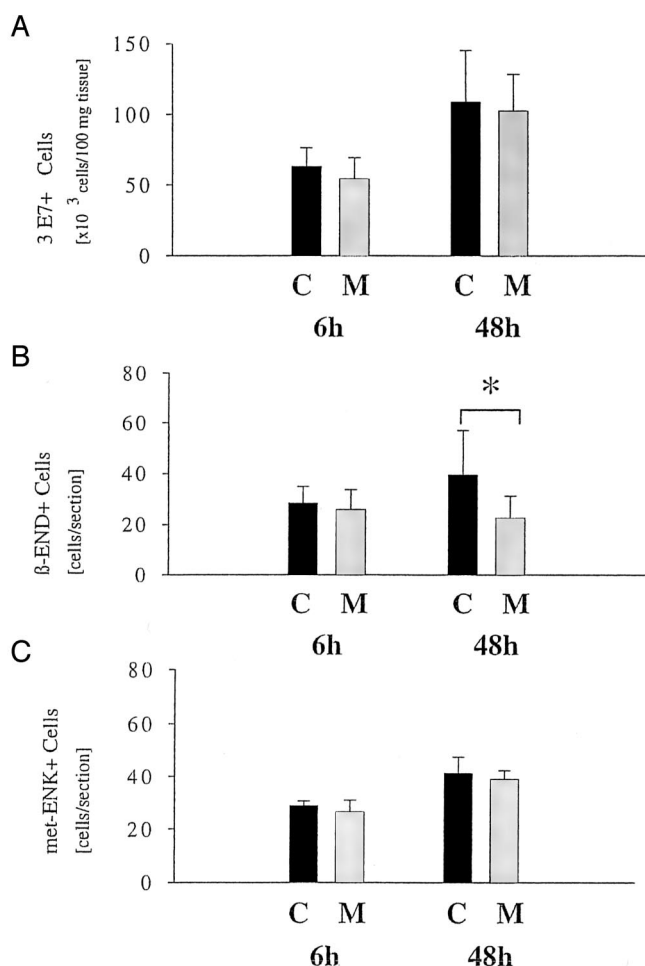 A
3 E7+ Cells
[x10 3 cells/100 mg tissue]
150
100
50
0
C M C M
6h 48h
B
ß-END+ Cells
[cells/section]
80
60
40
20
0
*
C M C M
6h 48h
C
met-ENK+ Cells
[cells/section]
80
60
40
20
0
C M C M
6h 48h